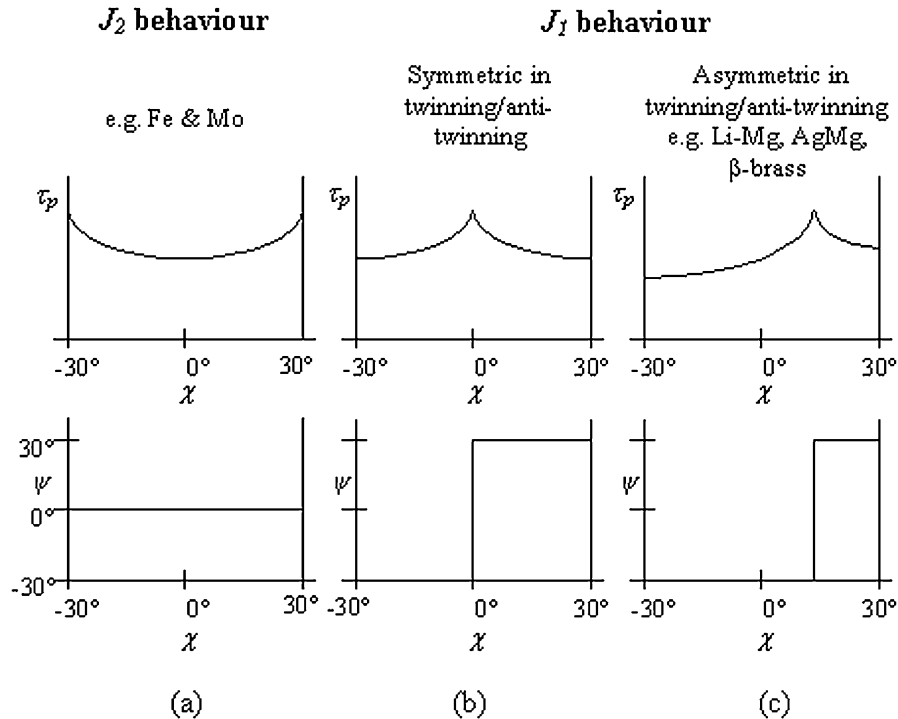 J2 behaviour
J1 behaviour
e.g. Fe & Mo
Symmetric in
twinning/anti-
twinning
Asymmetric in
twinning/anti-twinning
e.g. Li-Mg, AgMg,
β-brass
τp
τp
τp
-30° 0° 30°
χ
-30° 0° 30°
χ
-30° 0° 30°
χ
30°
ψ
0°
-30°
ψ
ψ
-30° 0° 30°
χ
-30° 0° 30°
χ
-30° 0° 30°
χ
(a)
(b)
(c)